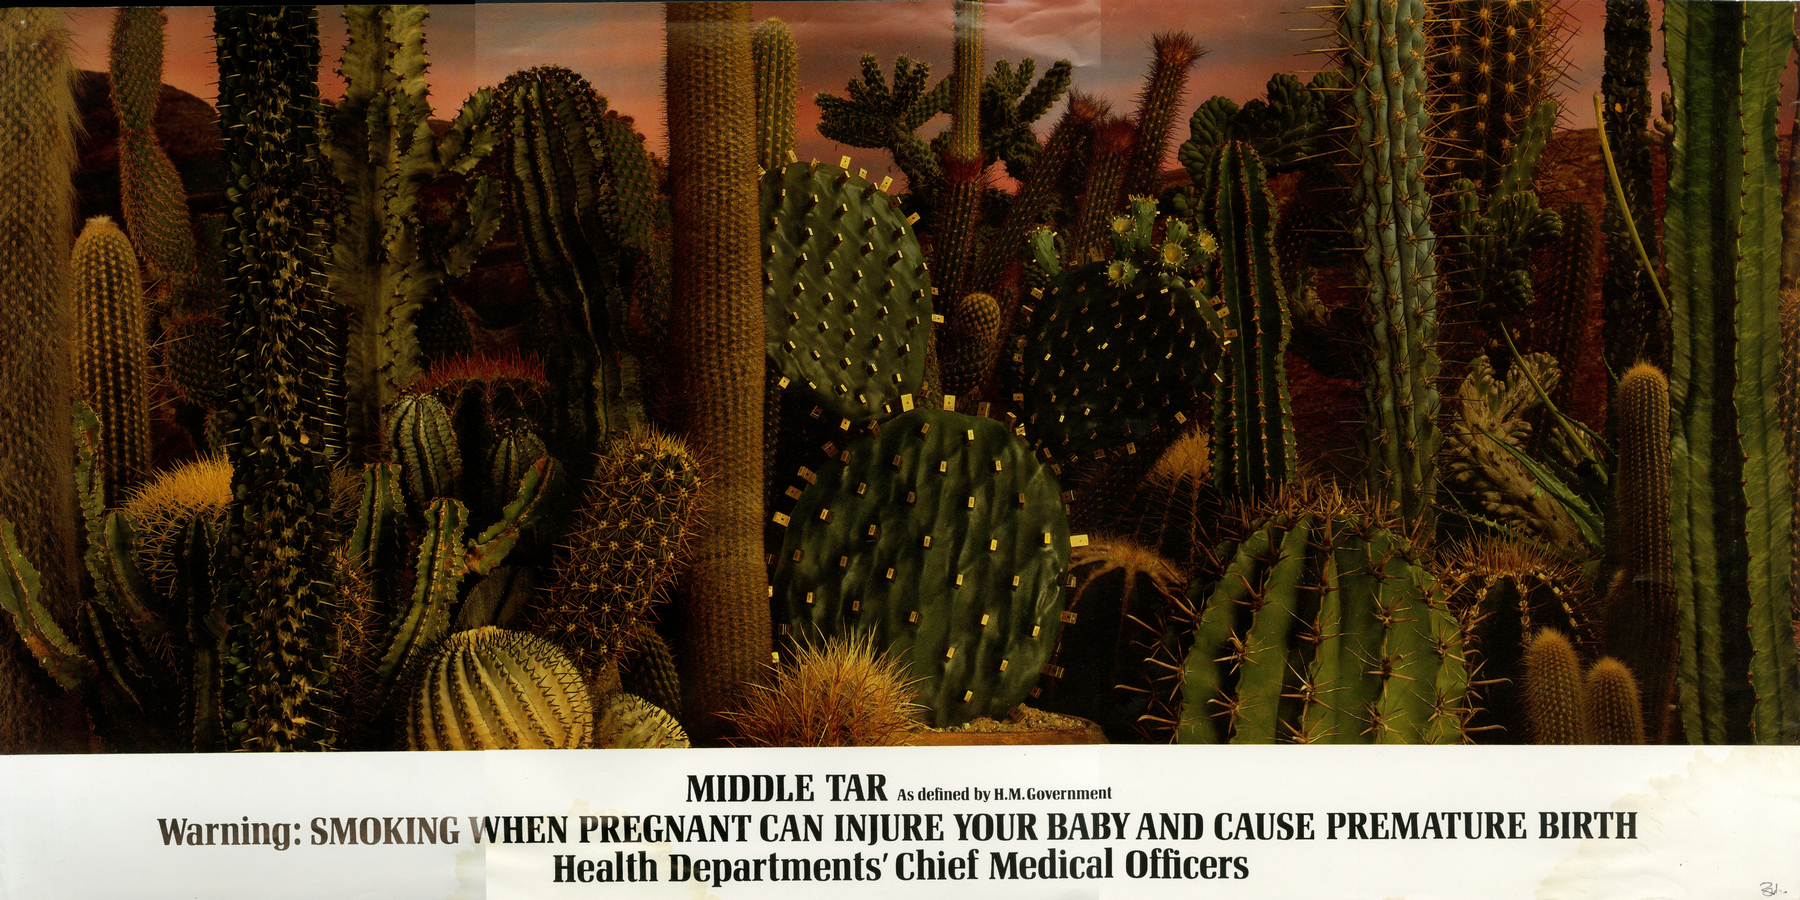 MIDDLE TAR As defined by H.M.Government
Warning: SMOKING WHEN PREGNANT CAN INJURE YOUR BABY AND CAUSE PREMATURE BIRTH
Health Departments' Chief Medical Officers